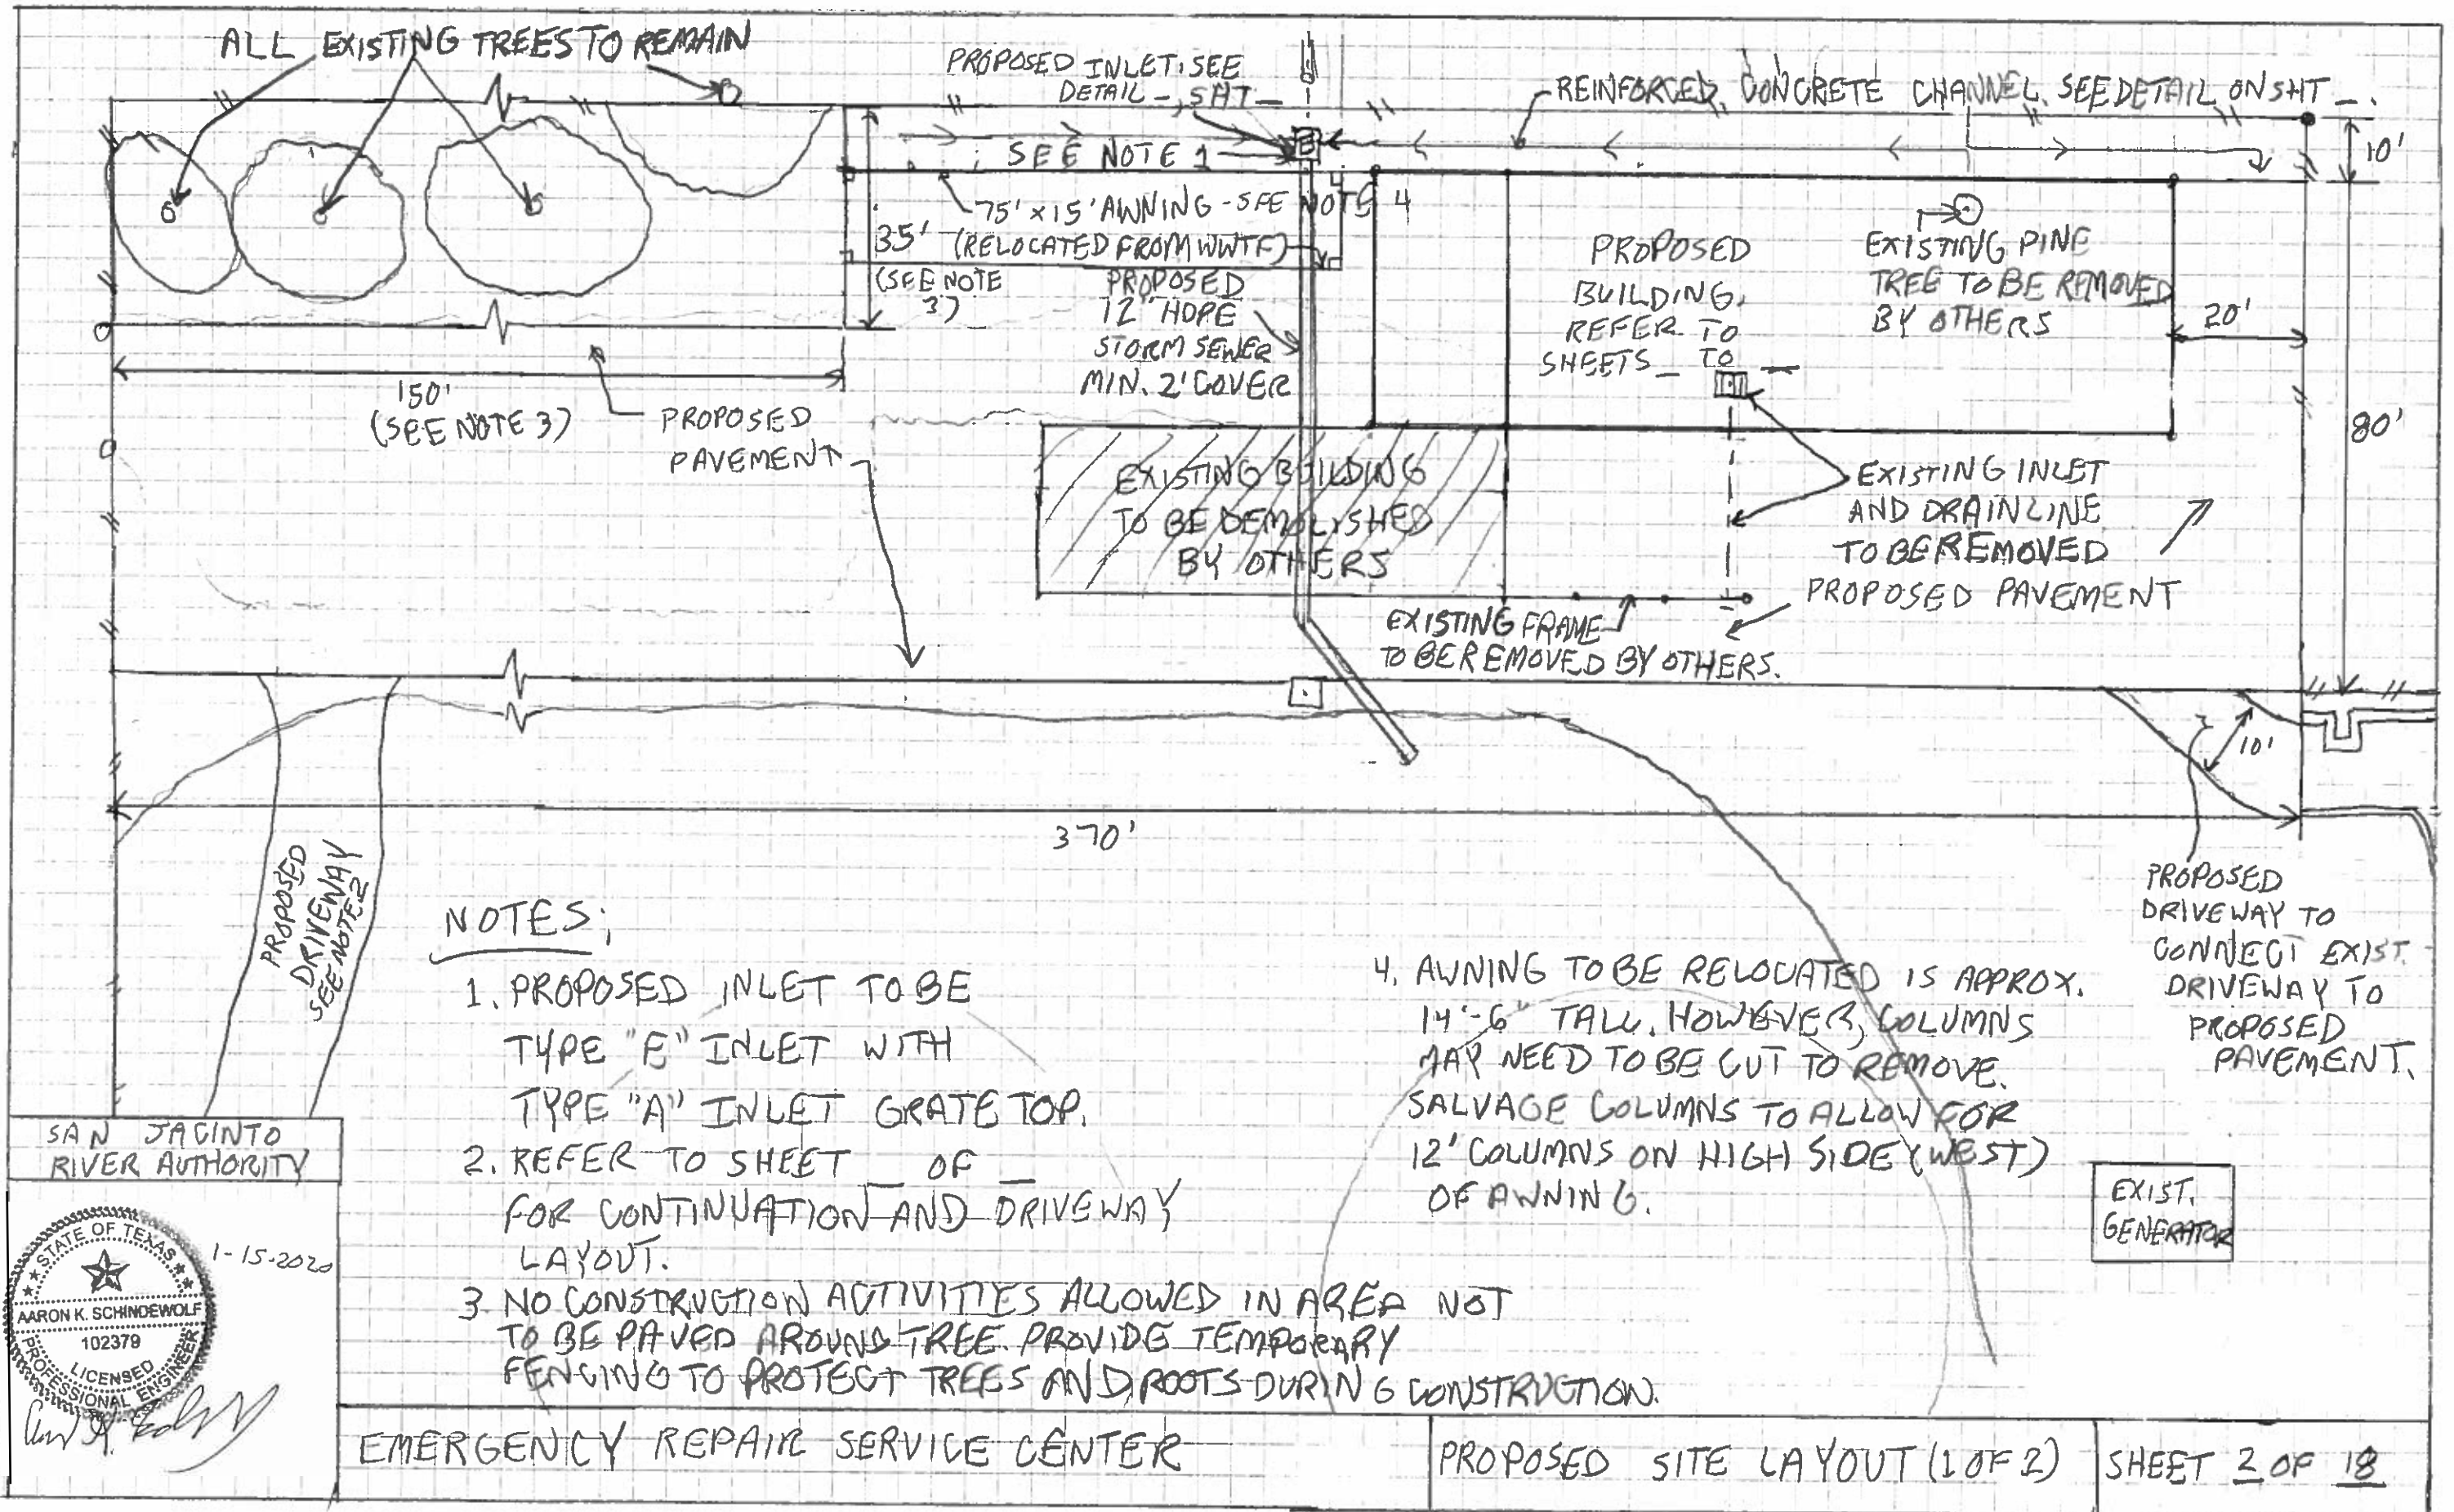 ALL EXISTING TREES TO REMAIN
PROPOSED INLET, SEE
DETAIL _, SHT _
REINFORCED CONCRETE CHANNEL. SEE DETAIL ON SHT _.
10'
SEE NOTE 1
75' x 15' AWNING - SEE NOTE 4
(RELOCATED FROM WWTF)
35'
(SEE NOTE
3)
PROPOSED
12" HDPE
STORM SEWER
MIN. 2' COVER
PROPOSED
BUILDING.
REFER TO
SHEETS _ TO _
EXISTING PINE
TREE TO BE REMOVED
BY OTHERS
20'
80'
150'
(SEE NOTE 3)
PROPOSED
PAVEMENT
EXISTING BUILDING
TO BE DEMOLISHED
BY OTHERS
EXISTING INLET
AND DRAINLINE
TO BE REMOVED
PROPOSED PAVEMENT
EXISTING FRAME
TO BE REMOVED BY OTHERS.
10'
370'
PROPOSED
DRIVEWAY
SEE NOTE 2
PROPOSED
DRIVEWAY TO
CONNECT EXIST.
DRIVEWAY TO
PROPOSED
PAVEMENT.
NOTES;
1. PROPOSED INLET TO BE
TYPE "E" INLET WITH
TYPE "A" INLET GRATE TOP.
2. REFER TO SHEET _ OF _
FOR CONTINUATION AND DRIVEWAY
LAYOUT.
3 NO CONSTRUCTION ACTIVITIES ALLOWED IN AREA NOT
TO BE PAVED AROUND TREE. PROVIDE TEMPORARY
FENCING TO PROTECT TREES AND ROOTS DURING CONSTRUCTION.
4. AWNING TO BE RELOCATED IS APPROX.
14'-6" TALL. HOWEVER, COLUMNS
MAY NEED TO BE CUT TO REMOVE.
SALVAGE COLUMNS TO ALLOW FOR
12' COLUMNS ON HIGH SIDE (WEST)
OF AWNING.
EXIST.
GENERATOR
SAN JACINTO
RIVER AUTHORITY
STATE OF TEXAS
AARON K. SCHINDEWOLF
102379
LICENSED
PROFESSIONAL ENGINEER
1-15-2020
EMERGENCY REPAIR SERVICE CENTER
PROPOSED SITE LAYOUT (1 OF 2)
SHEET 2 OF 18